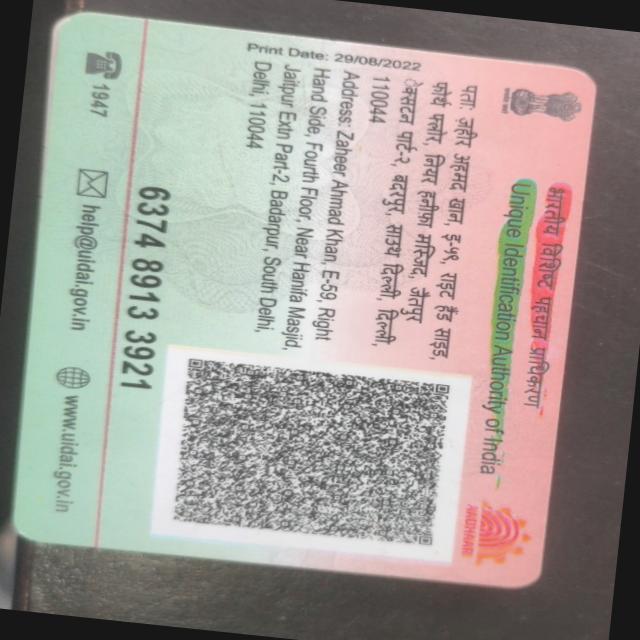 भारतीय विशिष्ट पहचान प्राधिकरण
Unique Identification Authority of India
AADHAAR
Print Date: 29/08/2022
पता: ज़हीर अहमद खान, ई-५९, राइट हैंड साइड,
फोर्थ फ्लोर, नियर हनीफा मस्जिद, जैतपुर
ेक्सटन पार्ट-२, बदरपुर, साउथ दिल्ली, दिल्ली,
110044
Address: Zaheer Ahmad Khan, E-59, Right
Hand Side, Fourth Floor, Near Hanifa Masjid,
Jaitpur Extn Part-2, Badarpur, South Delhi,
Delhi, 110044
6374 8913 3921
1947
help@uidai.gov.in
www.uidai.gov.in